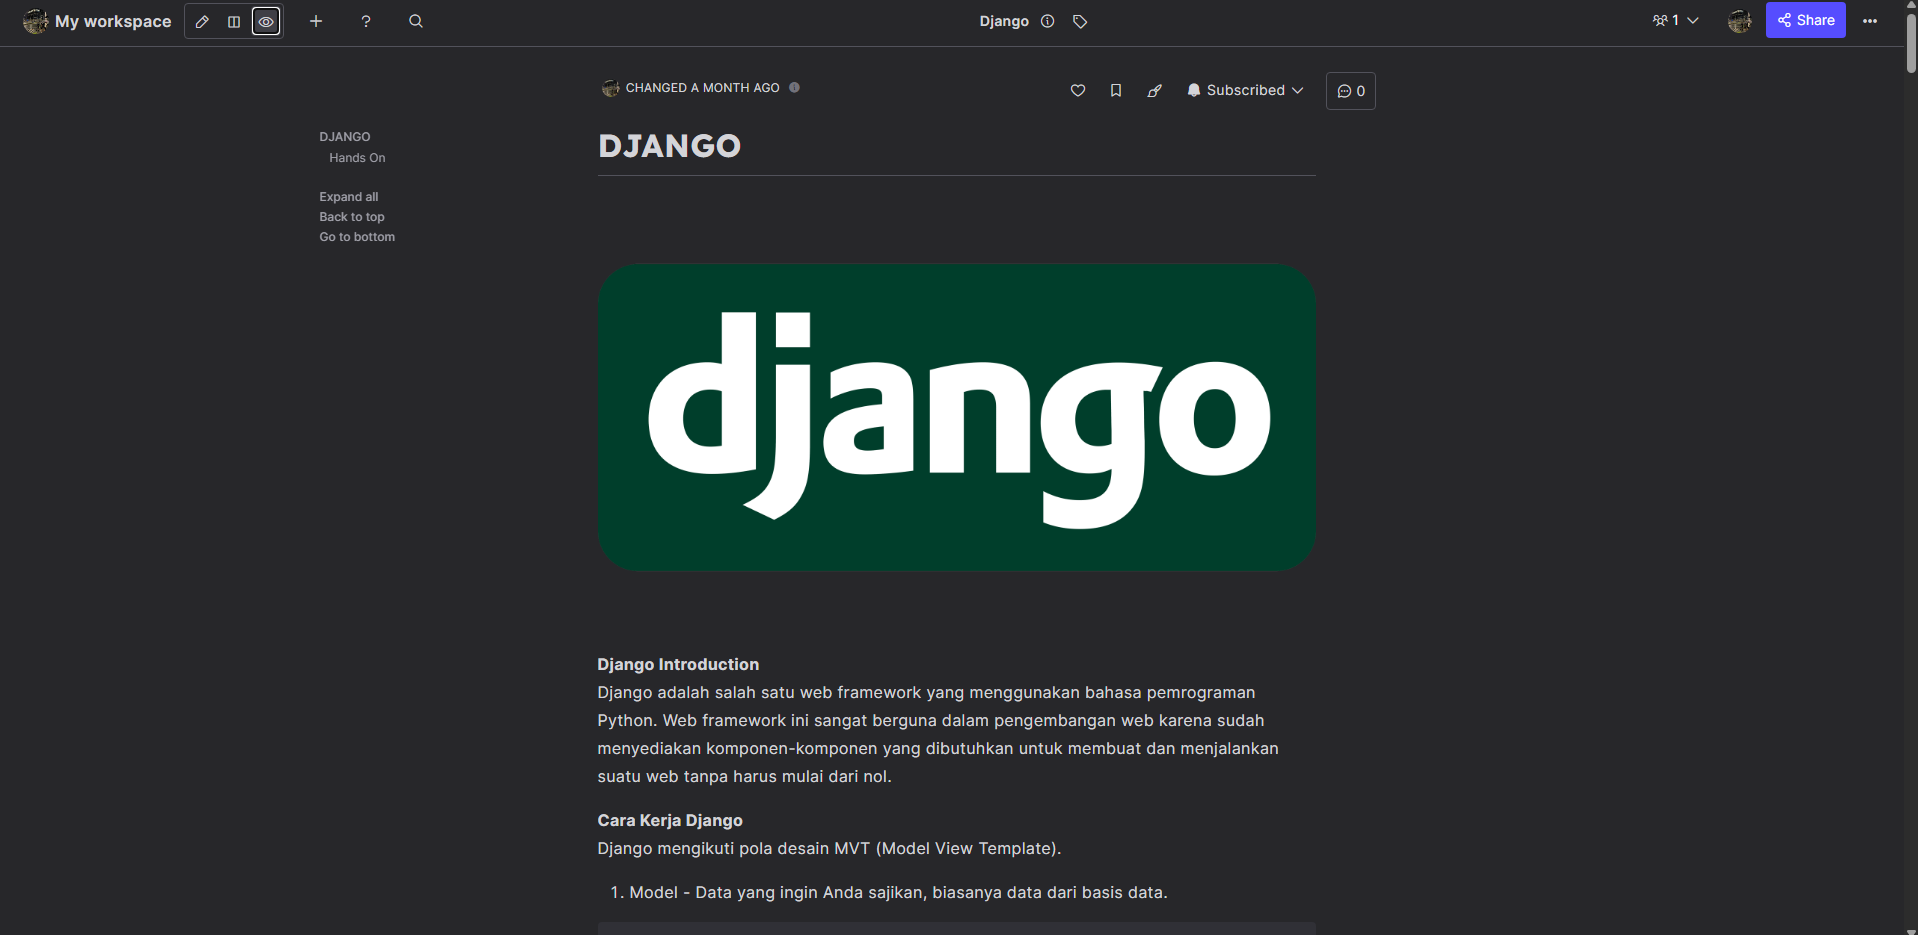 My workspace
Django
1
Share
CHANGED A MONTH AGO
Subscribed
0
DJANGO
Hands On
Expand all
Back to top
Go to bottom
DJANGO
django
Django Introduction
Django adalah salah satu web framework yang menggunakan bahasa pemrograman
Python. Web framework ini sangat berguna dalam pengembangan web karena sudah
menyediakan komponen-komponen yang dibutuhkan untuk membuat dan menjalankan
suatu web tanpa harus mulai dari nol.
Cara Kerja Django
Django mengikuti pola desain MVT (Model View Template).
1. Model - Data yang ingin Anda sajikan, biasanya data dari basis data.